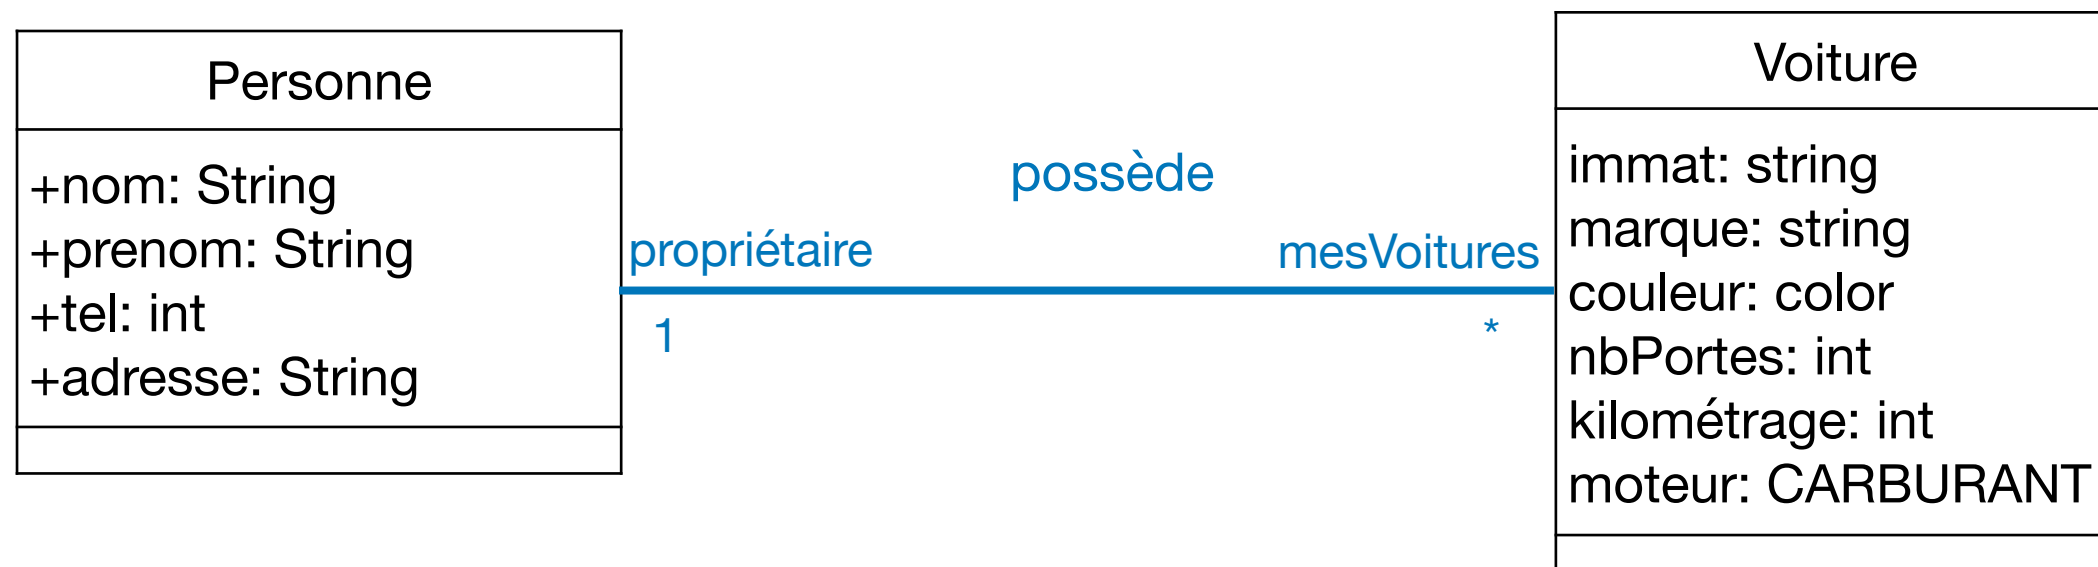 Personne
+nom: String
+prenom: String
+tel: int
+adresse: String
possède
propriétaire
mesVoitures
1
*
Voiture
immat: string
marque: string
couleur: color
nbPortes: int
kilométrage: int
moteur: CARBURANT